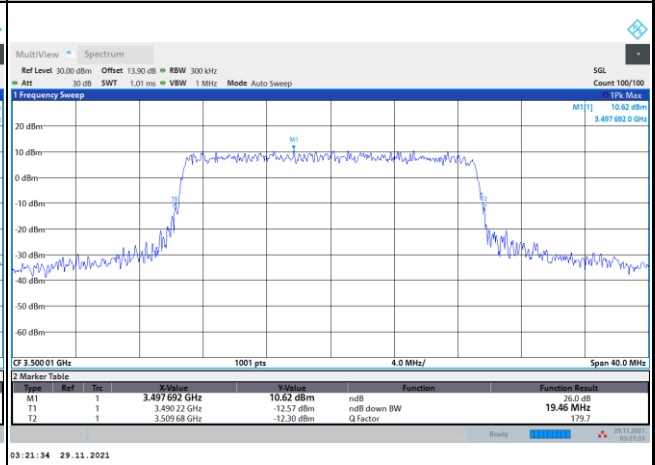 MultiView Spectrum
Ref Level 30.00 dBm Offset 13.90 dB RBW 300 kHz SGL
Att 30 dB SWT 1.01 ms VBW 1 MHz Mode Auto Sweep Count 100/100
1 Frequency Sweep 1Pk Max
M1[1] 10.62 dBm
3.497 692 0 GHz
20 dBm
M1
10 dBm
0 dBm
-10 dBm
-20 dBm
-30 dBm
-40 dBm
-50 dBm
-60 dBm
CF 3.500 01 GHz 1001 pts 4.0 MHz/ Span 40.0 MHz
2 Marker Table
Type Ref Trc X-Value Y-Value Function Function Result
M1 1 3.497 692 GHz 10.62 dBm ndB 26.0 dB
T1 1 3.490 22 GHz -12.57 dBm ndB down BW 19.46 MHz
T2 1 3.509 68 GHz -12.30 dBm Q Factor 179.7
Ready 29.11.2021
03:21:33
03:21:34 29.11.2021